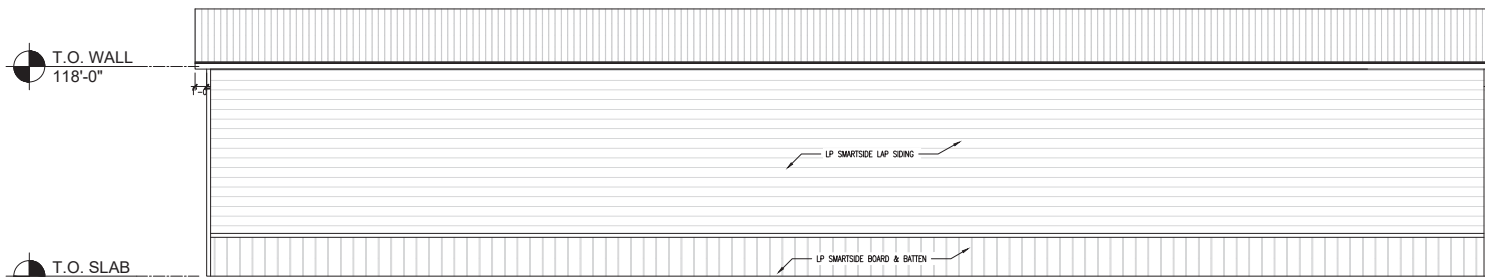 T.O. WALL
118'-0"
LP SMARTSIDE LAP SIDING
LP SMARTSIDE BOARD & BATTEN
T.O. SLAB